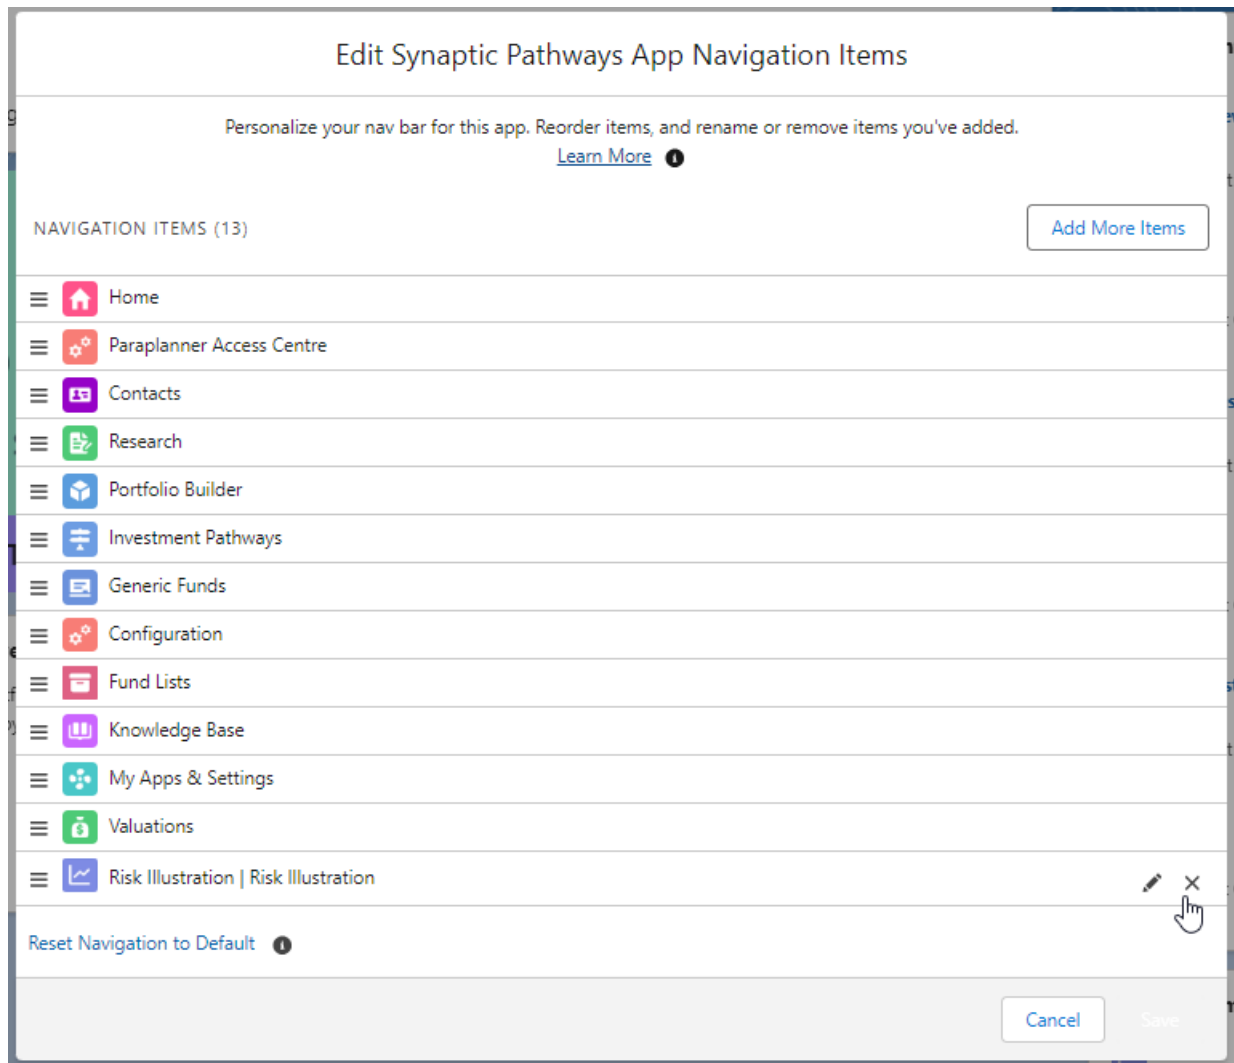 Edit Synaptic Pathways App Navigation Items
Personalize your nav bar for this app. Reorder items, and rename or remove items you've added.
Learn More
NAVIGATION ITEMS (13)
Add More Items
Home
Paraplanner Access Centre
Contacts
Research
Portfolio Builder
Investment Pathways
Generic Funds
Configuration
Fund Lists
Knowledge Base
My Apps & Settings
Valuations
Risk Illustration | Risk Illustration
Reset Navigation to Default
Cancel
Save